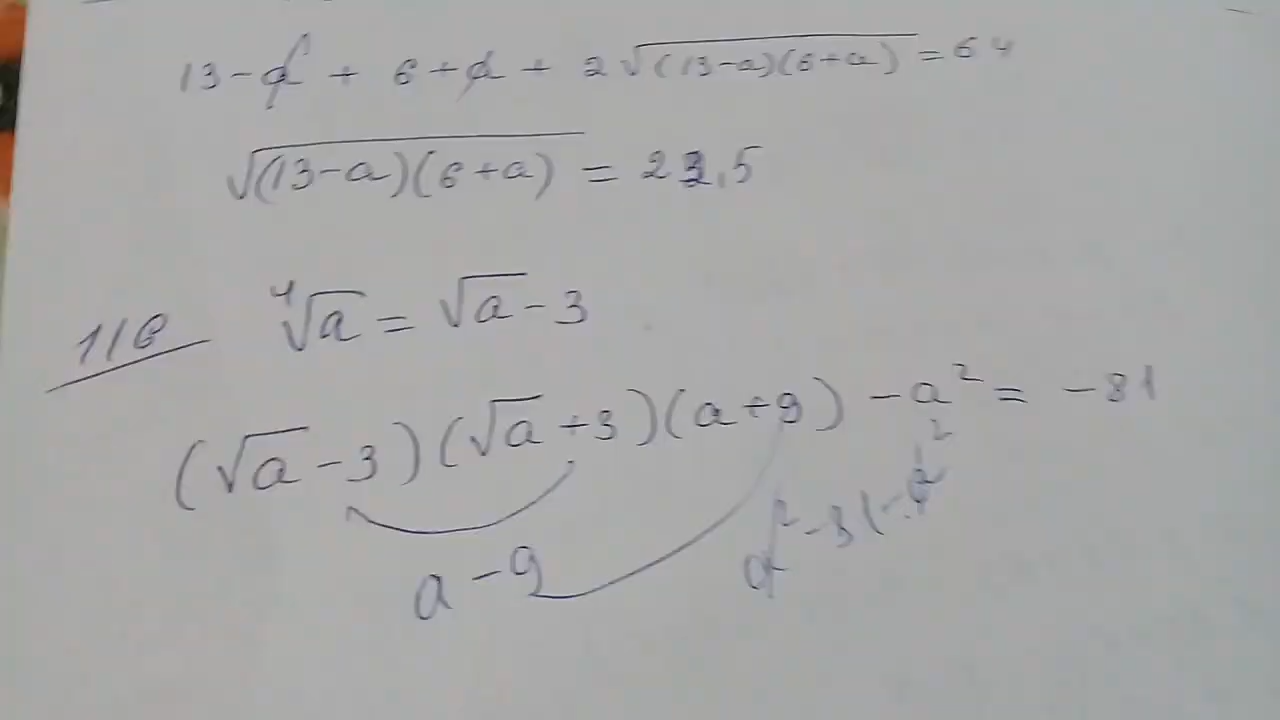 13-a + 6+a + 2√((13-a)(6+a)) = 64
√((13-a)(6+a)) = 22,5
116 ⁴√a = √a - 3
(√a - 3)(√a + 3)(a + 9) - a² = -81
a - 9
a² - 81 - a²